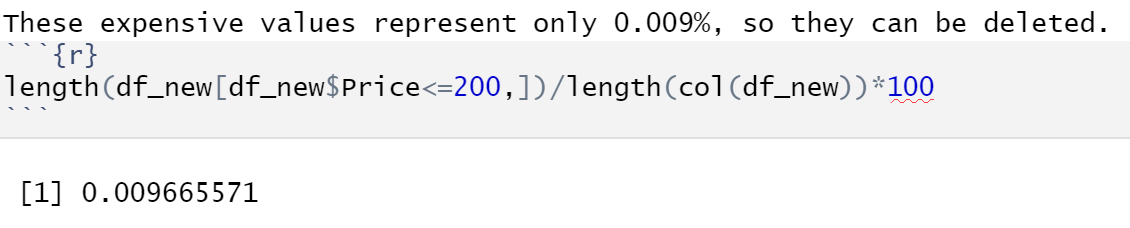 These expensive values represent only 0.009%, so they can be deleted.
```{r}
length(df_new[df_new$Price<=200,])/length(col(df_new))*100
```
[1] 0.009665571